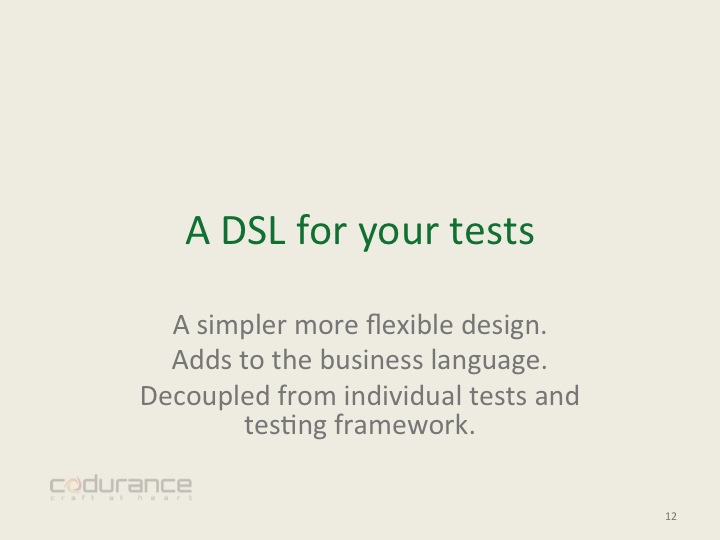 A DSL for your tests
A simpler more flexible design.
Adds to the business language.
Decoupled from individual tests and
testing framework.
codurance
craft at heart
12